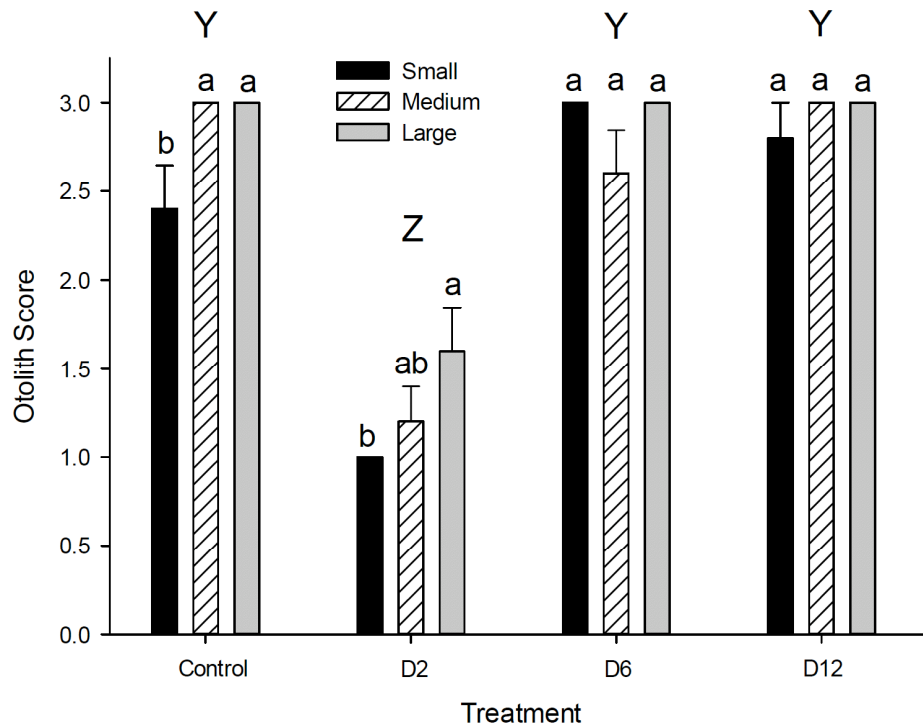 Y Y Y
Small
Medium
Large
a a a a a a a a
b
Z
a
ab
b
3.0
2.5
2.0
1.5
1.0
0.5
0.0
Otolith Score
Control D2 D6 D12
Treatment